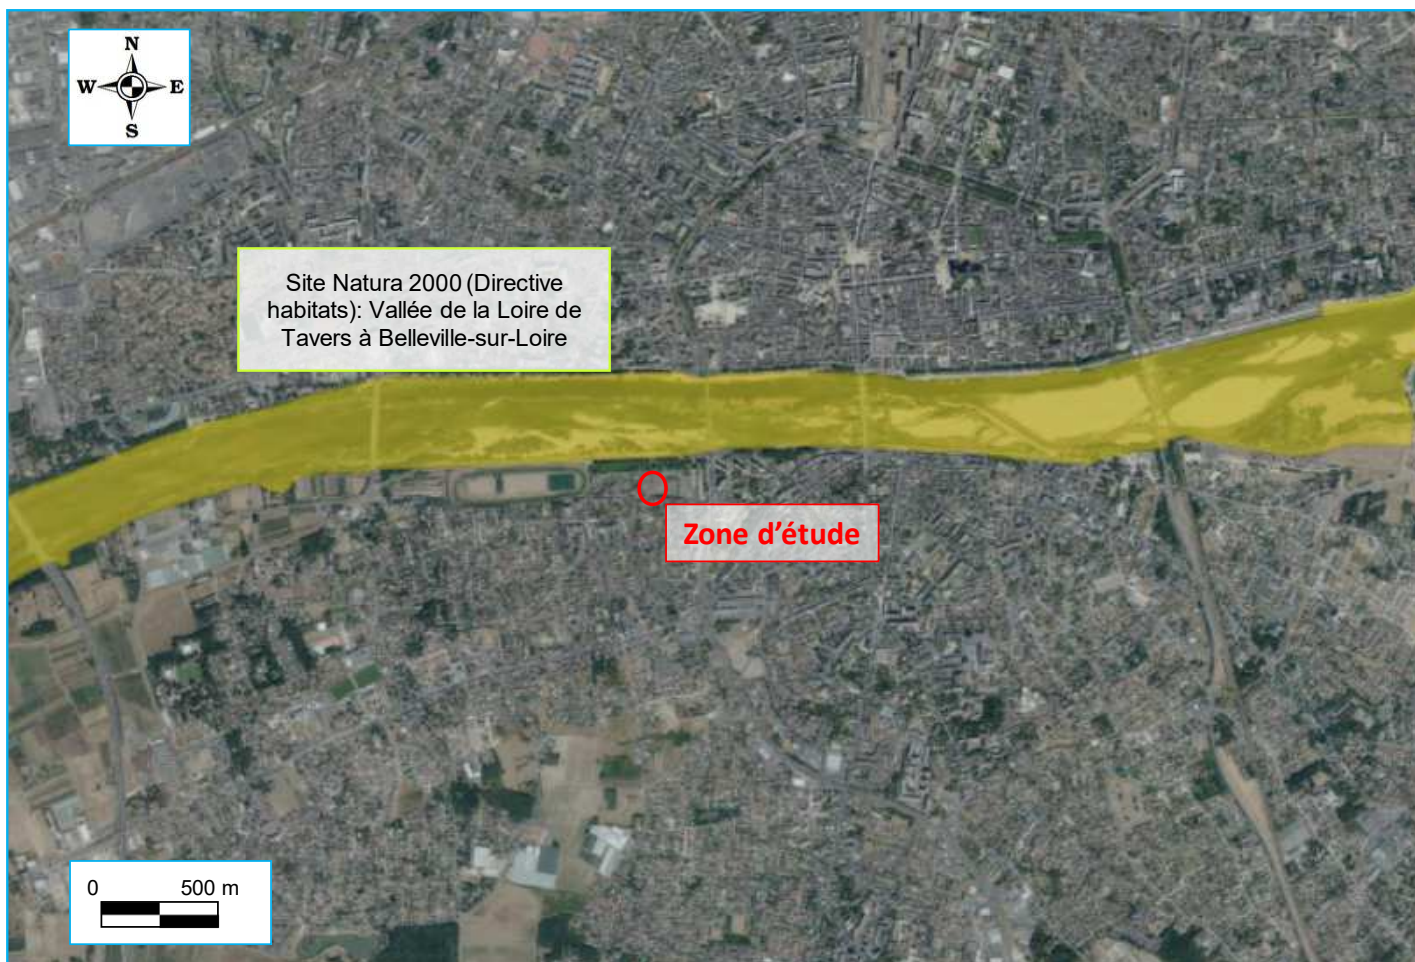 N
W E
S
Site Natura 2000 (Directive
habitats): Vallée de la Loire de
Tavers à Belleville-sur-Loire
Zone d'étude
0 500 m